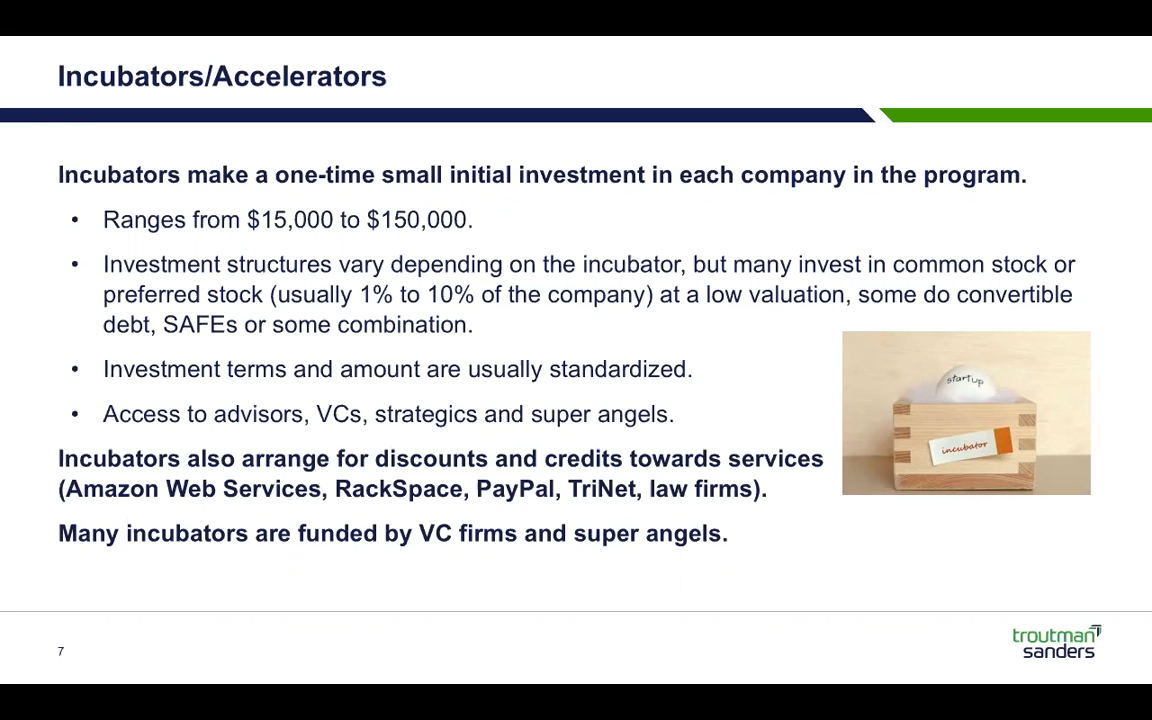 Incubators/Accelerators
Incubators make a one-time small initial investment in each company in the program.
• Ranges from $15,000 to $150,000.
• Investment structures vary depending on the incubator, but many invest in common stock or
preferred stock (usually 1% to 10% of the company) at a low valuation, some do convertible
debt, SAFEs or some combination.
• Investment terms and amount are usually standardized.
• Access to advisors, VCs, strategics and super angels.
startup
incubator
Incubators also arrange for discounts and credits towards services
(Amazon Web Services, RackSpace, PayPal, TriNet, law firms).
Many incubators are funded by VC firms and super angels.
7
troutman
sanders